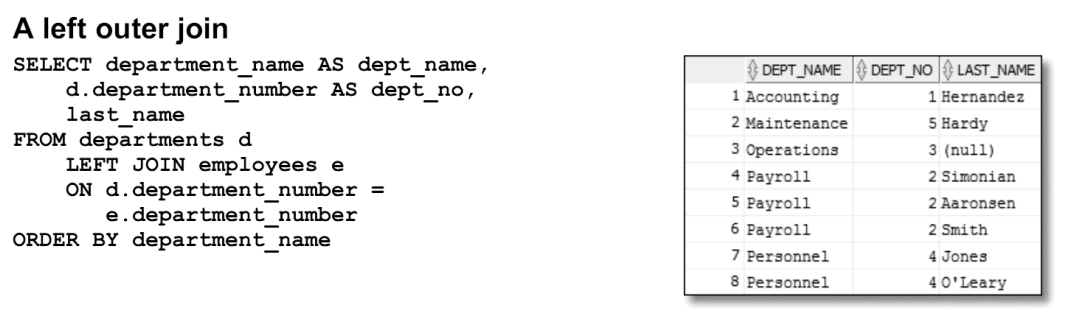 A left outer join
SELECT department_name AS dept_name,
d.department_number AS dept_no,
last_name
FROM departments d
LEFT JOIN employees e
ON d.department_number =
e.department_number
ORDER BY department_name
DEPT_NAME DEPT_NO LAST_NAME
1 Accounting 1 Hernandez
2 Maintenance 5 Hardy
3 Operations 3 (null)
4 Payroll 2 Simonian
5 Payroll 2 Aaronsen
6 Payroll 2 Smith
7 Personnel 4 Jones
8 Personnel 4 O'Leary